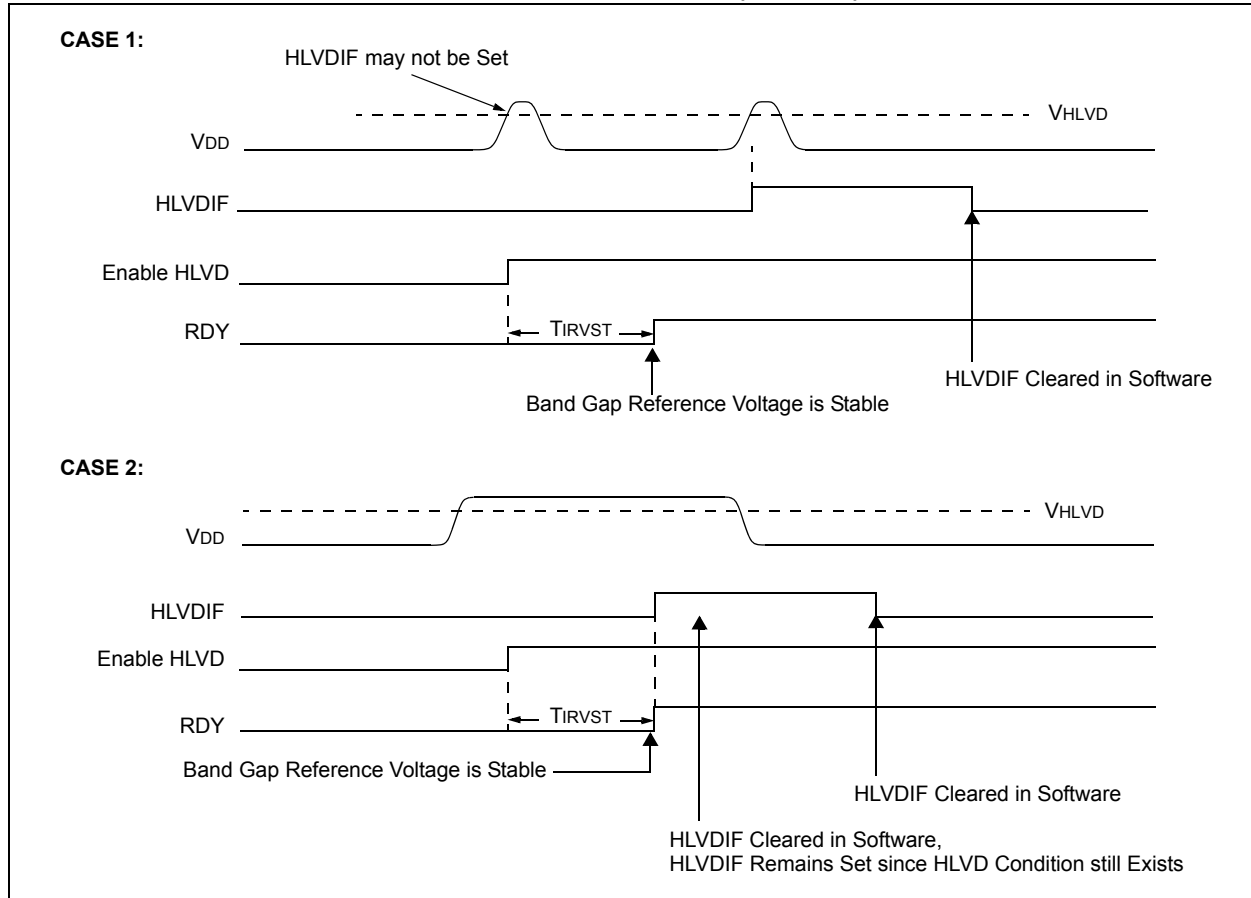 CASE 1:
HLVDIF may not be Set
VHLVD
VDD
HLVDIF
Enable HLVD
TIRVST
RDY
HLVDIF Cleared in Software
Band Gap Reference Voltage is Stable
CASE 2:
VHLVD
VDD
HLVDIF
Enable HLVD
TIRVST
RDY
Band Gap Reference Voltage is Stable
HLVDIF Cleared in Software
HLVDIF Cleared in Software,
HLVDIF Remains Set since HLVD Condition still Exists